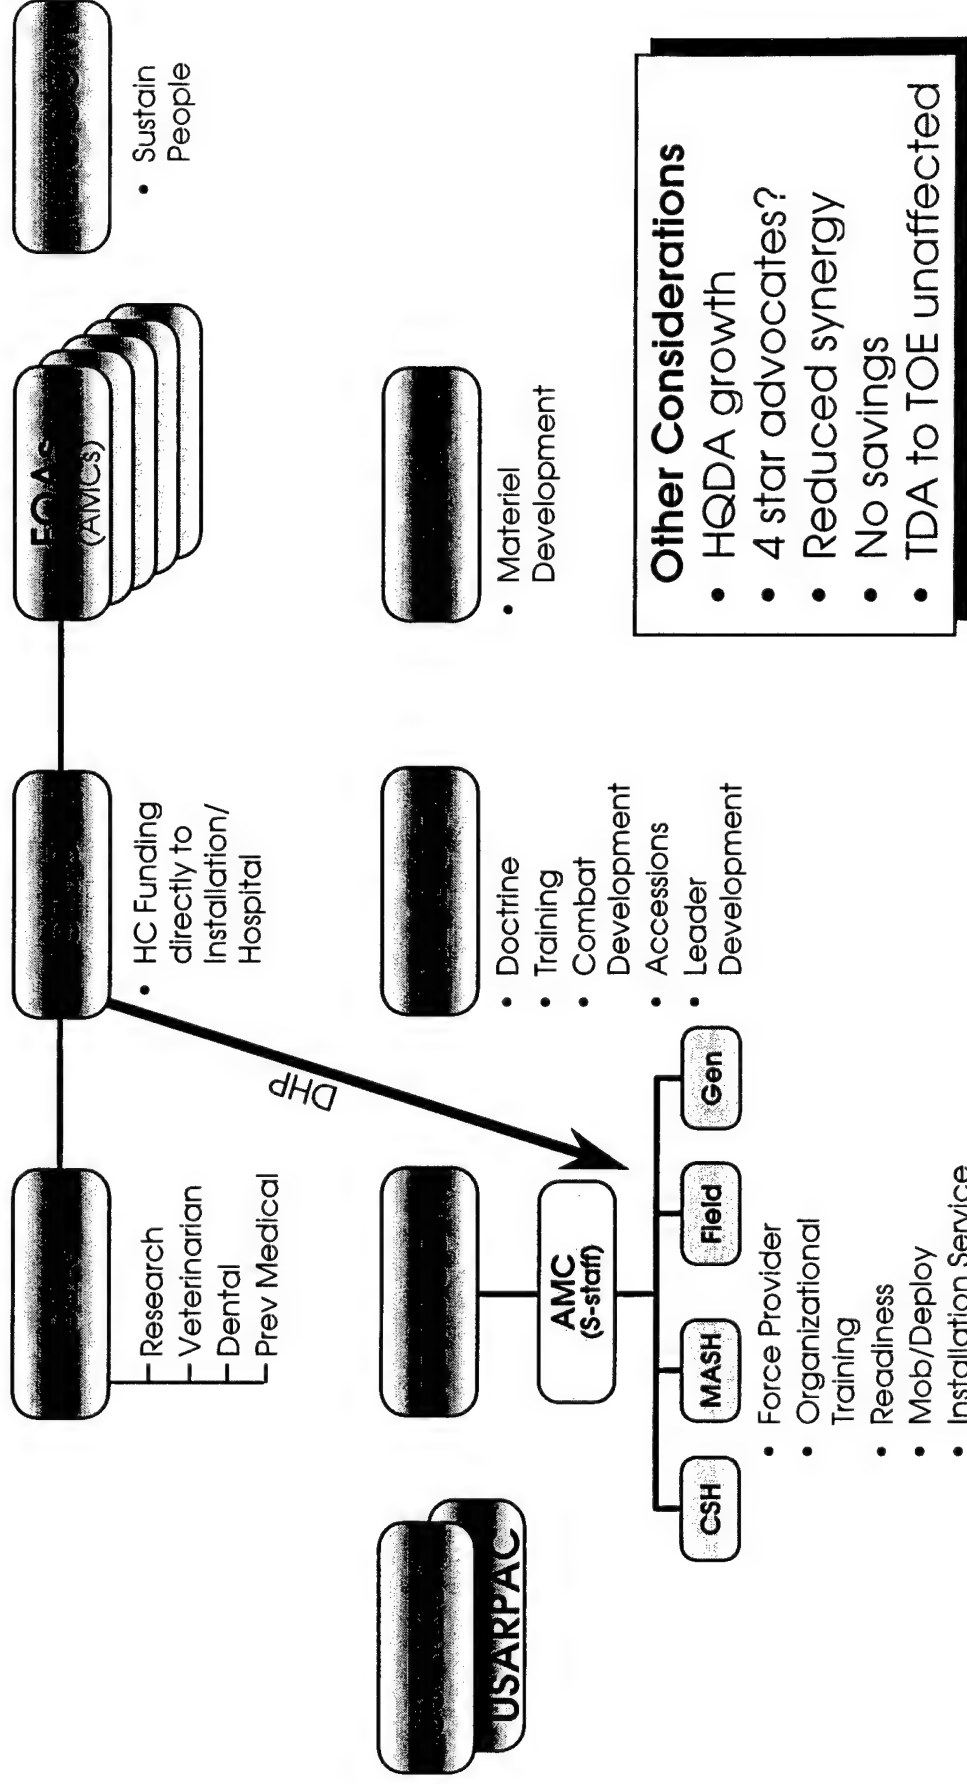 FOAs
(AMCs)
• Sustain
People
• HC Funding
directly to
Installation/
Hospital
Research
Veterinarian
Dental
Prev Medical
DHP
USARPAC
AMC
(S-staff)
CSH
MASH
Field
Gen
• Force Provider
• Organizational
Training
• Readiness
• Mob/Deploy
• Installation Service
• Doctrine
• Training
• Combat
Development
• Accessions
• Leader
Development
• Materiel
Development
Other Considerations
• HQDA growth
• 4 star advocates?
• Reduced synergy
• No savings
• TDA to TOE unaffected